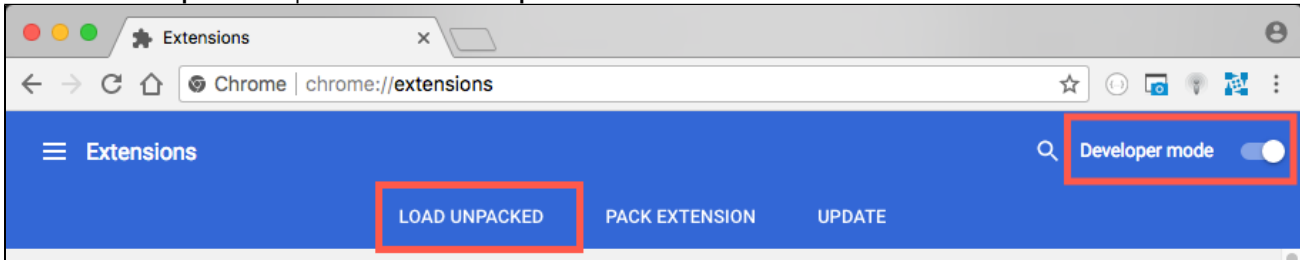 Extensions
Chrome | chrome://extensions
Extensions
Developer mode
LOAD UNPACKED PACK EXTENSION UPDATE